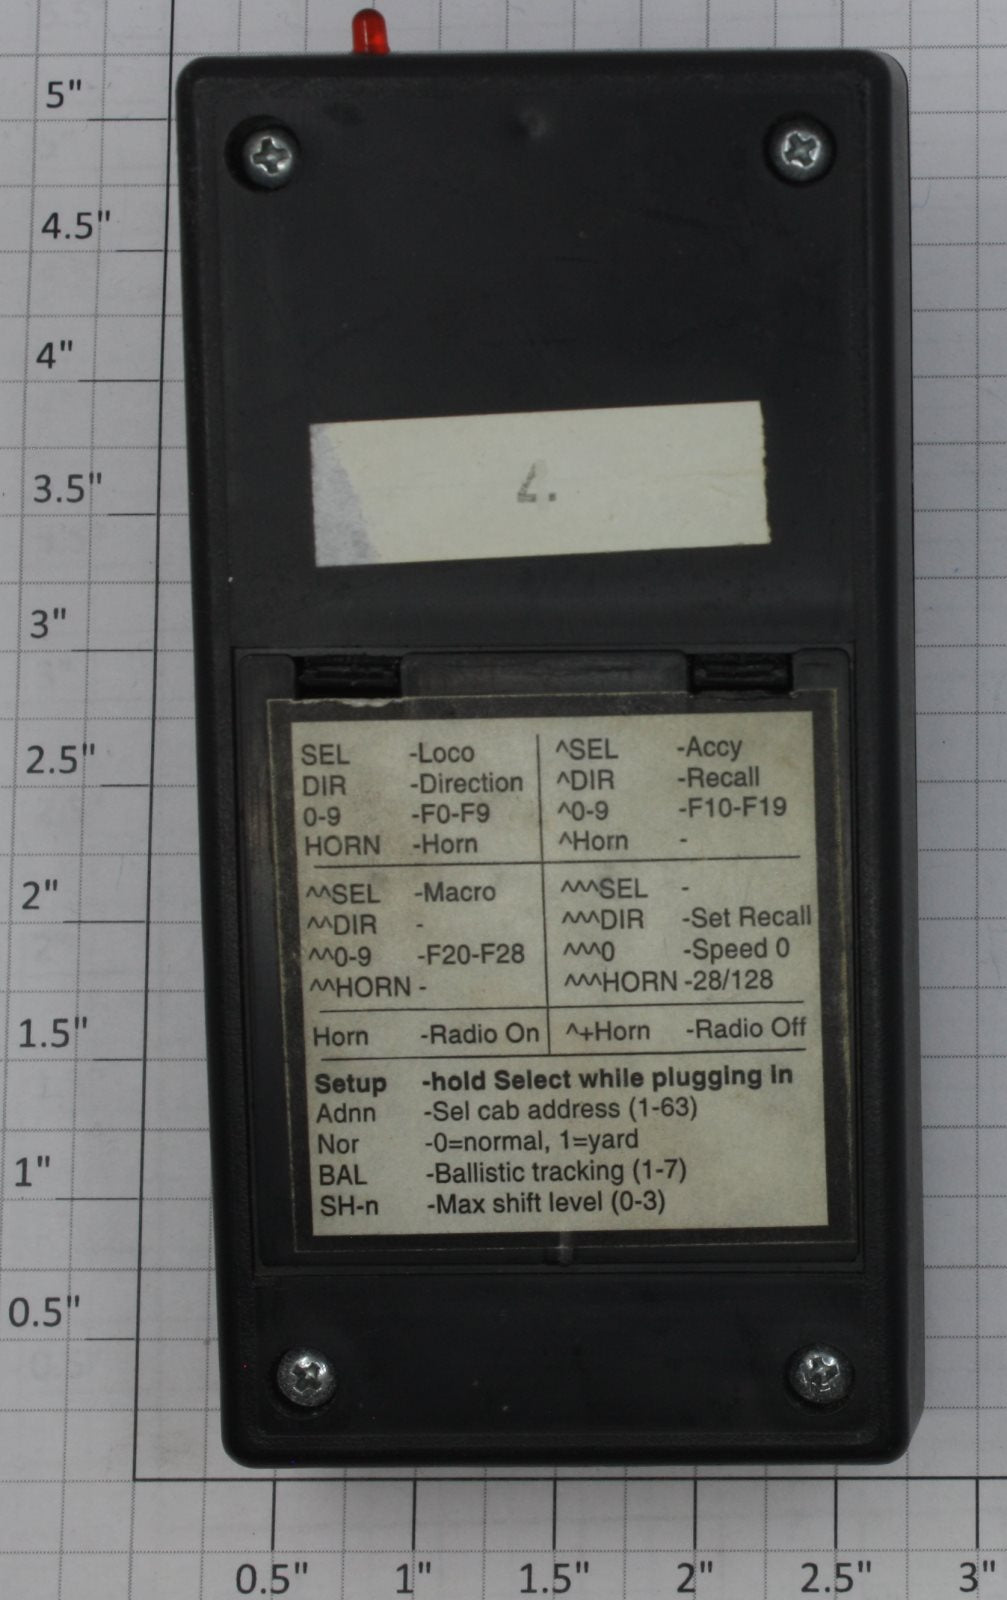 5"
4.5"
4"
3.5"
3"
2.5"
2"
1.5"
1"
0.5"
SEL -Loco ^SEL -Accy
DIR -Direction ^DIR -Recall
0-9 -F0-F9 ^0-9 -F10-F19
HORN -Horn ^Horn -
^^SEL -Macro ^^^SEL -
^^DIR - ^^^DIR -Set Recall
^^0-9 -F20-F28 ^^^0 -Speed 0
^^HORN - ^^^HORN -28/128
Horn -Radio On ^+Horn -Radio Off
Setup -hold Select while plugging in
Adnn -Sel cab address (1-63)
Nor -0=normal, 1=yard
BAL -Ballistic tracking (1-7)
SH-n -Max shift level (0-3)
0.5" 1" 1.5" 2" 2.5" 3"